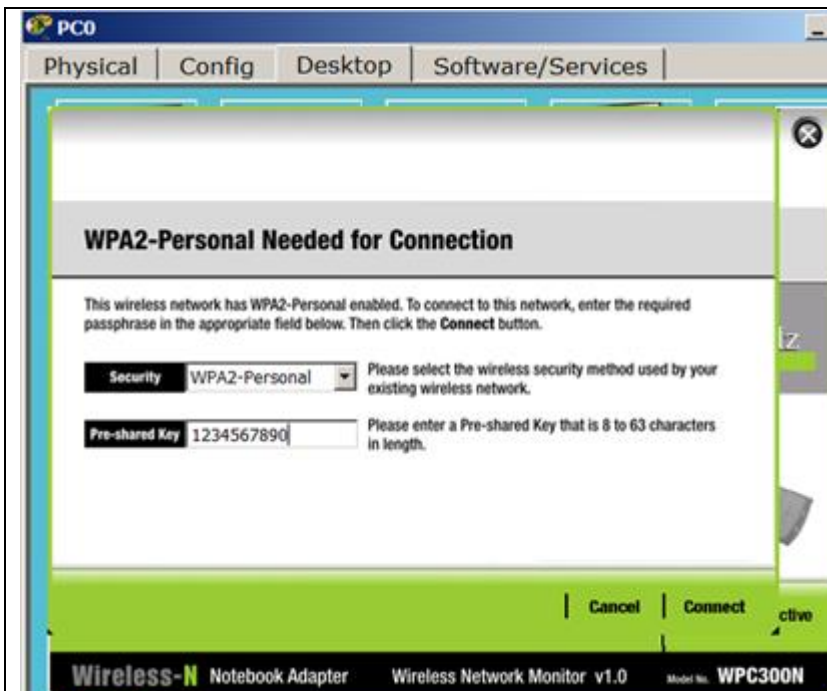 PC0
Physical Config Desktop Software/Services
WPA2-Personal Needed for Connection
This wireless network has WPA2-Personal enabled. To connect to this network, enter the required
passphrase in the appropriate field below. Then click the Connect button.
Security WPA2-Personal Please select the wireless security method used by your
existing wireless network.
Pre-shared Key 1234567890 Please enter a Pre-shared Key that is 8 to 63 characters
in length.
Cancel Connect
Wireless-N Notebook Adapter Wireless Network Monitor v1.0 Model No. WPC300N